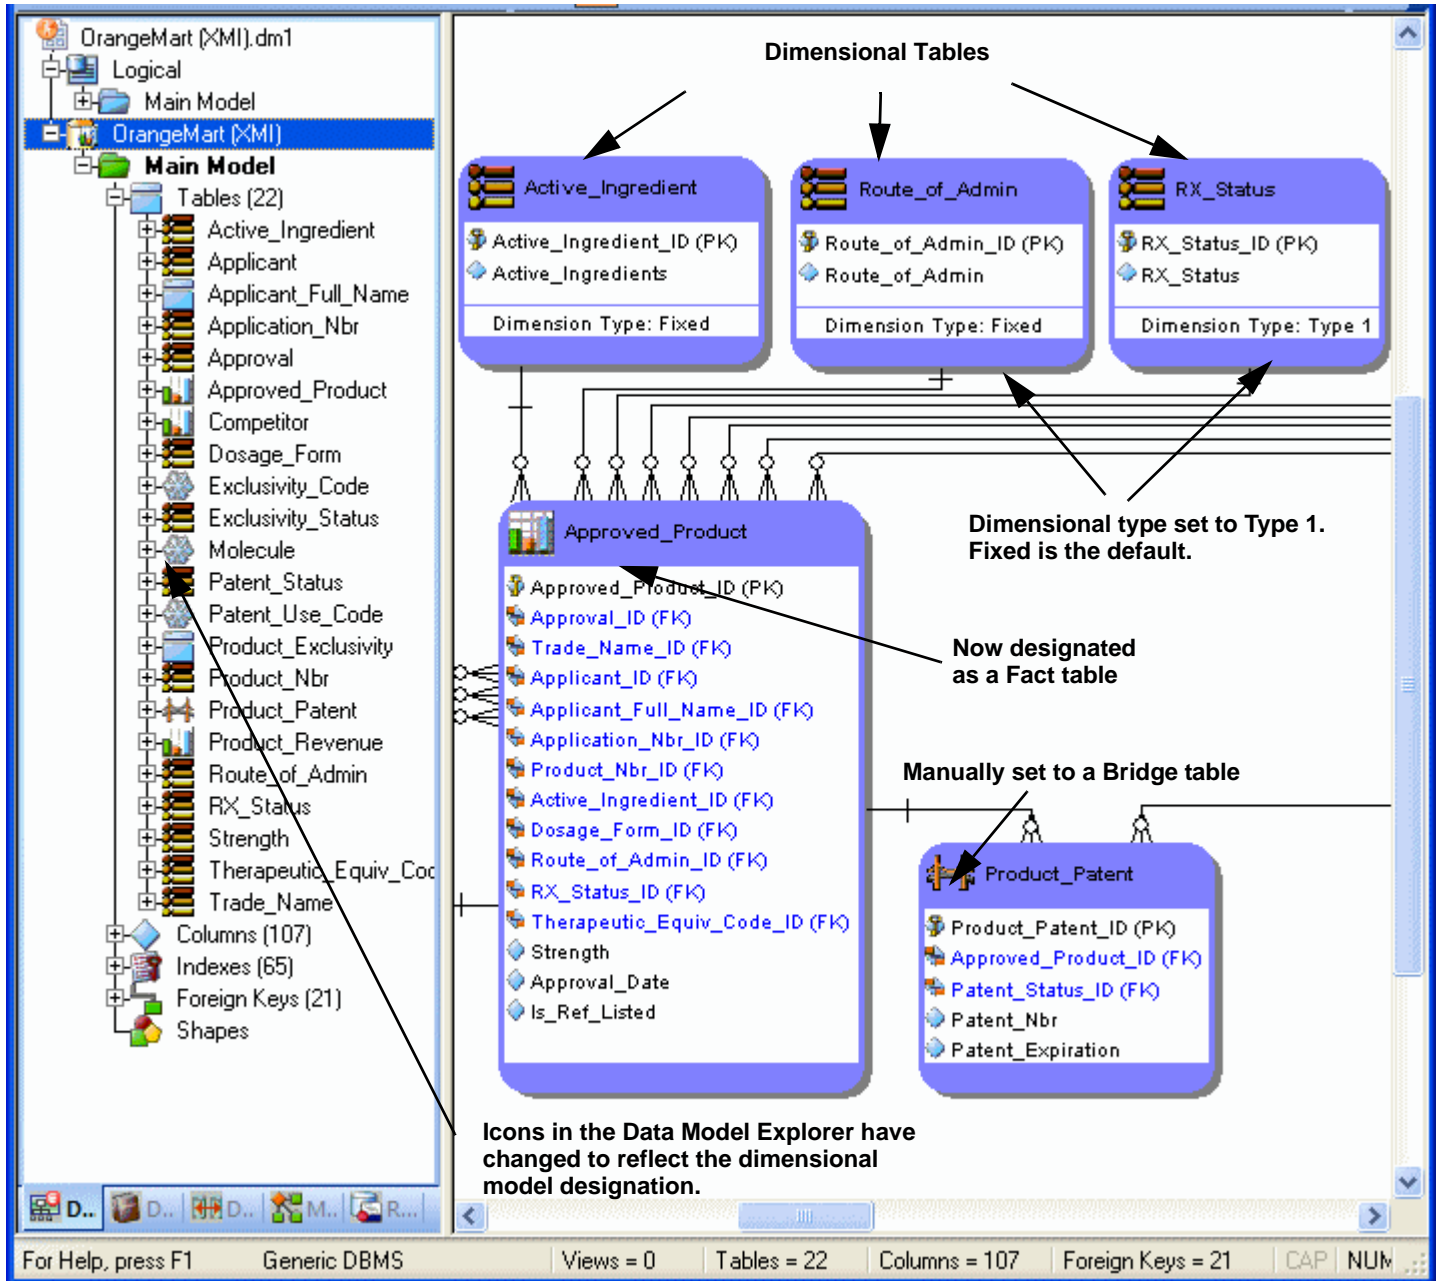 OrangeMart (XMI).dm1
Logical
Main Model
OrangeMart (XMI)
Main Model
Tables (22)
Active_Ingredient
Applicant
Applicant_Full_Name
Application_Nbr
Approval
Approved_Product
Competitor
Dosage_Form
Exclusivity_Code
Exclusivity_Status
Molecule
Patent_Status
Patent_Use_Code
Product_Exclusivity
Product_Nbr
Product_Patent
Product_Revenue
Route_of_Admin
RX_Status
Strength
Therapeutic_Equiv_Coc
Trade_Name
Columns (107)
Indexes (65)
Foreign Keys (21)
Shapes
D..
D..
D..
M..
R...
Dimensional Tables
Active_Ingredient
Active_Ingredient_ID (PK)
Active_Ingredients
Dimension Type: Fixed
Route_of_Admin
Route_of_Admin_ID (PK)
Route_of_Admin
Dimension Type: Fixed
RX_Status
RX_Status_ID (PK)
RX_Status
Dimension Type: Type 1
Dimensional type set to Type 1.
Fixed is the default.
Approved_Product
Approved_Product_ID (PK)
Approval_ID (FK)
Trade_Name_ID (FK)
Applicant_ID (FK)
Applicant_Full_Name_ID (FK)
Application_Nbr_ID (FK)
Product_Nbr_ID (FK)
Active_Ingredient_ID (FK)
Dosage_Form_ID (FK)
Route_of_Admin_ID (FK)
RX_Status_ID (FK)
Therapeutic_Equiv_Code_ID (FK)
Strength
Approval_Date
Is_Ref_Listed
Now designated
as a Fact table
Manually set to a Bridge table
Product_Patent
Product_Patent_ID (PK)
Approved_Product_ID (FK)
Patent_Status_ID (FK)
Patent_Nbr
Patent_Expiration
Icons in the Data Model Explorer have
changed to reflect the dimensional
model designation.
For Help, press F1
Generic DBMS
Views = 0
Tables = 22
Columns = 107
Foreign Keys = 21
CAP
NUM